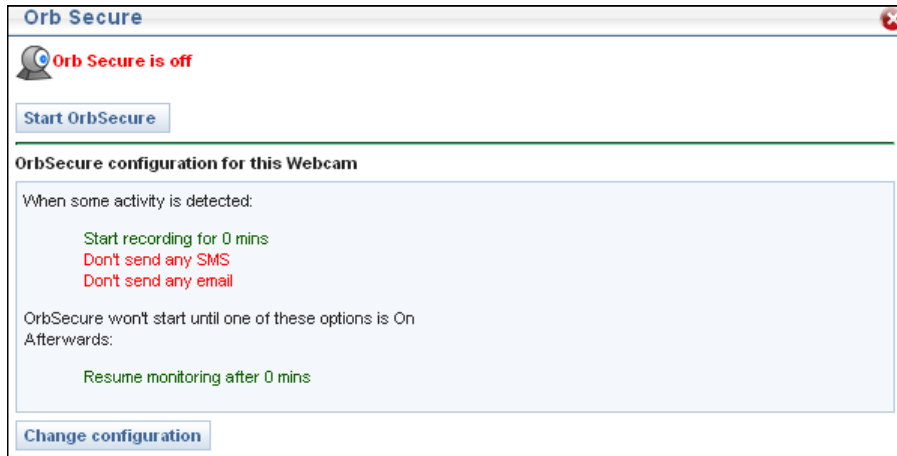 Orb Secure
Orb Secure is off
Start OrbSecure
OrbSecure configuration for this Webcam
When some activity is detected:
Start recording for 0 mins
Don't send any SMS
Don't send any email
OrbSecure won't start until one of these options is On
Afterwards:
Resume monitoring after 0 mins
Change configuration